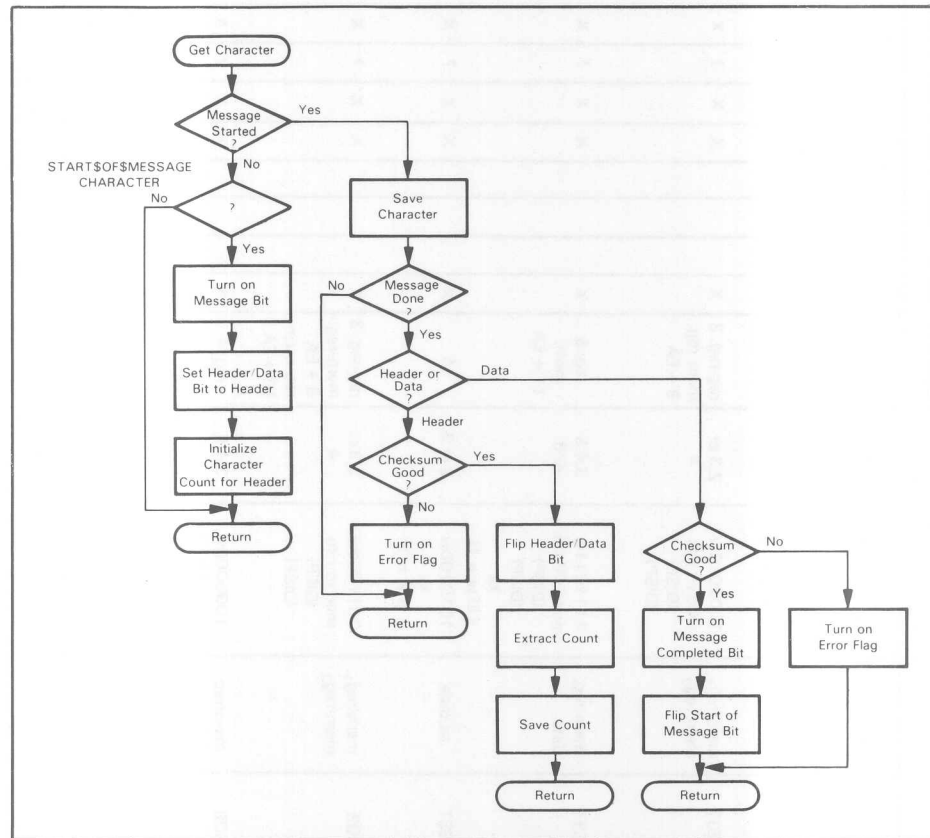 Get Character
Message
Started
?
Yes
No
START$OF$MESSAGE
CHARACTER
No
?
Yes
Turn on
Message Bit
Set Header/Data
Bit to Header
Initialize
Character
Count for Header
Return
Save
Character
No
Message
Done
?
Yes
Header or
Data
?
Data
Header
Checksum
Good
?
Yes
No
Turn on
Error Flag
Return
Flip Header/Data
Bit
Extract Count
Save Count
Return
Checksum
Good
?
No
Yes
Turn on
Message
Completed Bit
Flip Start of
Message Bit
Return
Turn on
Error Flag